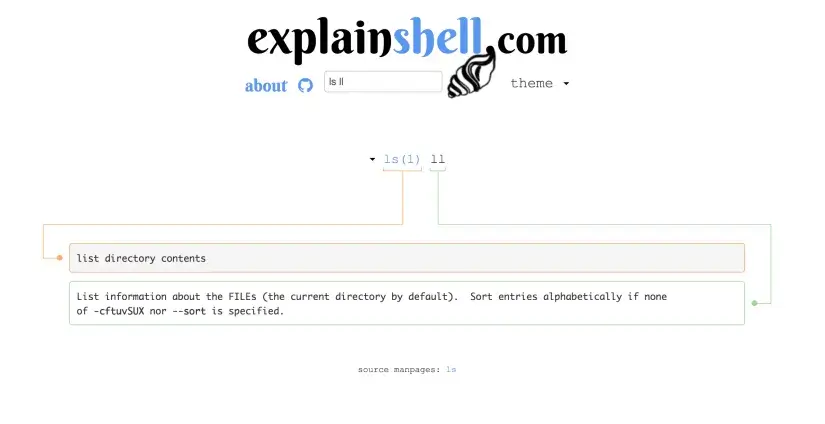 explainshell.com
about ls ll theme
ls(1) ll
list directory contents
List information about the FILEs (the current directory by default).  Sort entries alphabetically if none
of -cftuvSUX nor --sort is specified.
source manpages: ls